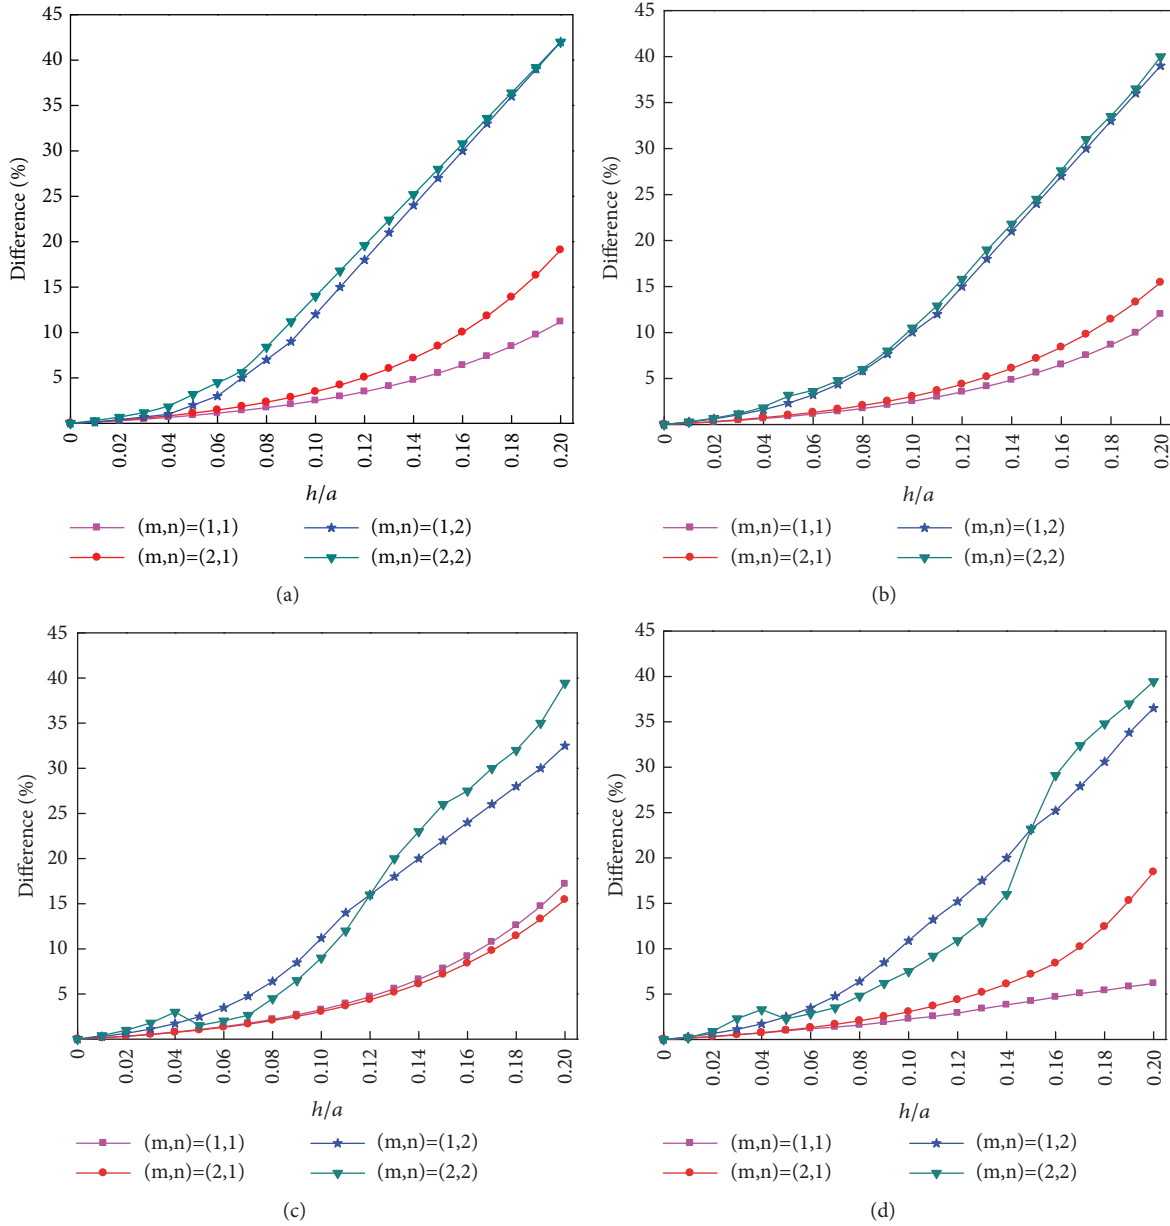 45
40
35
30
25
20
15
10
5
Difference (%)
0
0.02
0.04
0.06
0.08
0.10
0.12
0.14
0.16
0.18
0.20
h/a
(m,n)=(1,1)
(m,n)=(1,2)
(m,n)=(2,1)
(m,n)=(2,2)
(a)
45
40
35
30
25
20
15
10
5
Difference (%)
0
0.02
0.04
0.06
0.08
0.10
0.12
0.14
0.16
0.18
0.20
h/a
(m,n)=(1,1)
(m,n)=(1,2)
(m,n)=(2,1)
(m,n)=(2,2)
(b)
45
40
35
30
25
20
15
10
5
Difference (%)
0
0.02
0.04
0.06
0.08
0.10
0.12
0.14
0.16
0.18
0.20
h/a
(m,n)=(1,1)
(m,n)=(1,2)
(m,n)=(2,1)
(m,n)=(2,2)
(c)
45
40
35
30
25
20
15
10
5
Difference (%)
0
0.02
0.04
0.06
0.08
0.10
0.12
0.14
0.16
0.18
0.20
h/a
(m,n)=(1,1)
(m,n)=(1,2)
(m,n)=(2,1)
(m,n)=(2,2)
(d)